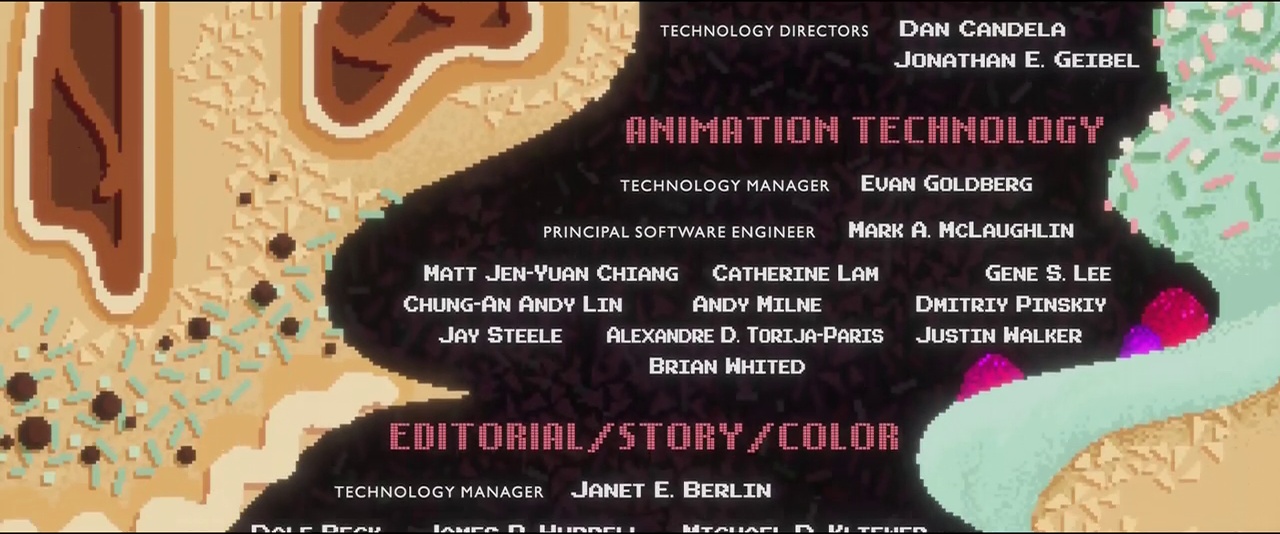 TECHNOLOGY DIRECTORS DAN CANDELA
JONATHAN E. GEIBEL
ANIMATION TECHNOLOGY
TECHNOLOGY MANAGER EVAN GOLDBERG
PRINCIPAL SOFTWARE ENGINEER MARK A. MCLAUGHLIN
MATT JEN-YUAN CHIANG CATHERINE LAM GENE S. LEE
CHUNG-AN ANDY LIN ANDY MILNE DMITRIY PINSKIY
JAY STEELE ALEXANDRE D. TORIJA-PARIS JUSTIN WALKER
BRIAN WHITED
EDITORIAL/STORY/COLOR
TECHNOLOGY MANAGER JANET E. BERLIN